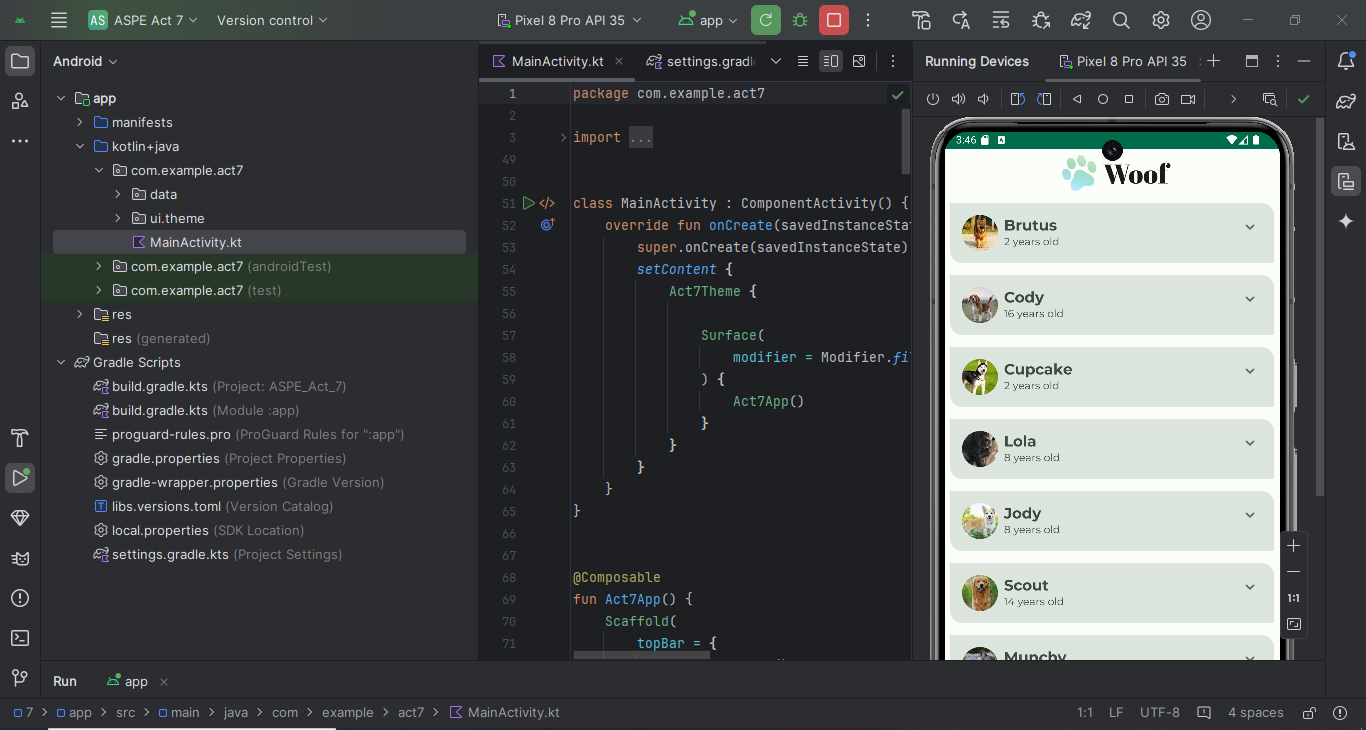 AS ASPE Act 7 Version control Pixel 8 Pro API 35 app
Android
app
manifests
kotlin+java
com.example.act7
data
ui.theme
MainActivity.kt
com.example.act7 (androidTest)
com.example.act7 (test)
res
res (generated)
Gradle Scripts
build.gradle.kts (Project: ASPE_Act_7)
build.gradle.kts (Module :app)
proguard-rules.pro (ProGuard Rules for ":app")
gradle.properties (Project Properties)
gradle-wrapper.properties (Gradle Version)
libs.versions.toml (Version Catalog)
local.properties (SDK Location)
settings.gradle.kts (Project Settings)
MainActivity.kt settings.gradl
1 package com.example.act7
2
3 import ...
49
50
51 class MainActivity : ComponentActivity() {
52 override fun onCreate(savedInstanceStat
53 super.onCreate(savedInstanceState)
54 setContent {
55 Act7Theme {
56
57 Surface(
58 modifier = Modifier.fil
59 ) {
60 Act7App()
61 }
62 }
63 }
64 }
65 }
66
67
68 @Composable
69 fun Act7App() {
70 Scaffold(
71 topBar = {
Running Devices Pixel 8 Pro API 35
3:46 A
Woof
Brutus
2 years old
Cody
16 years old
Cupcake
2 years old
Lola
8 years old
Jody
8 years old
Scout
14 years old
Munchy
1:1
Run app
7 > app > src > main > java > com > example > act7 > MainActivity.kt 1:1 LF UTF-8 4 spaces